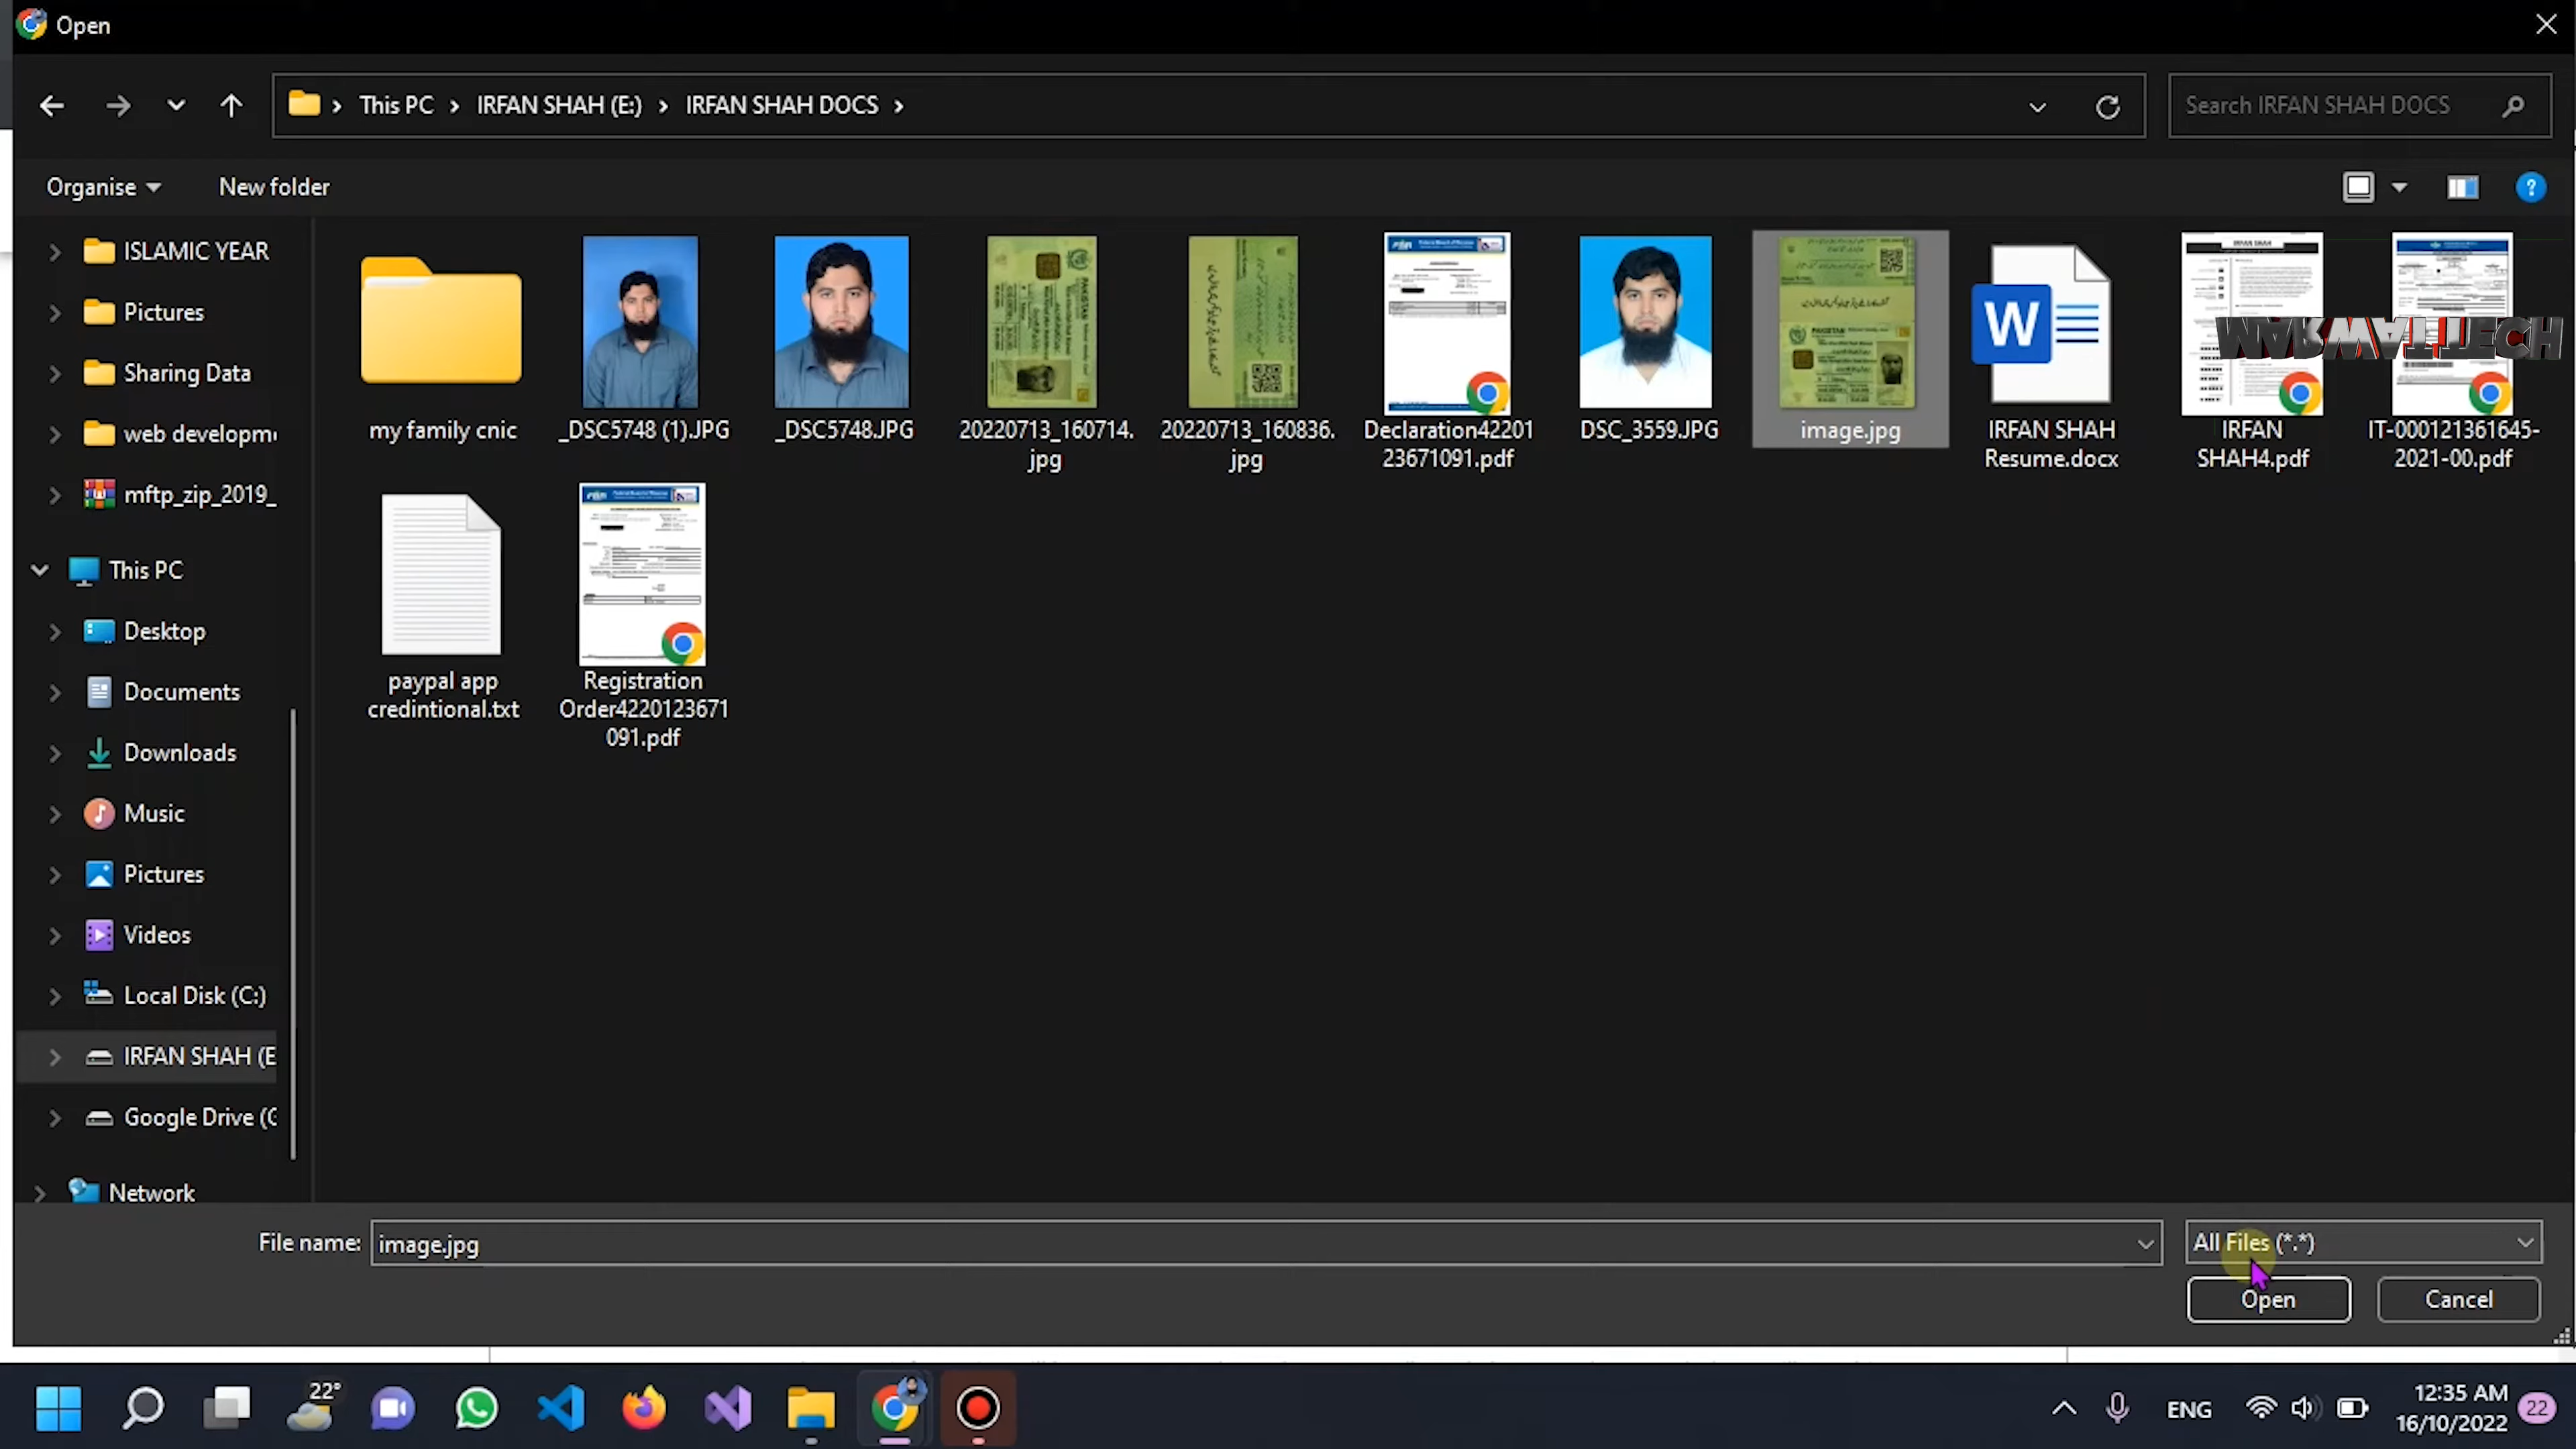 Open
This PC
IRFAN SHAH (E:)
IRFAN SHAH DOCS
Search IRFAN SHAH DOCS
Organise
New folder
ISLAMIC YEAR
Pictures
Sharing Data
web developm
mftp_zip_2019_
This PC
Desktop
Documents
Downloads
Music
Pictures
Videos
Local Disk (C:)
IRFAN SHAH (E
Google Drive (G
Network
my family cnic
_DSC5748 (1).JPG
_DSC5748.JPG
20220713_160714.
jpg
20220713_160836.
jpg
Declaration42201
23671091.pdf
DSC_3559.JPG
image.jpg
IRFAN SHAH
Resume.docx
IRFAN
SHAH4.pdf
IT-000121361645-
2021-00.pdf
MARWAT TECH
paypal app
credintional.txt
Registration
Order4220123671
091.pdf
File name:
image.jpg
All Files (*.*)
Open
Cancel
22°
ENG
12:35 AM
16/10/2022
22